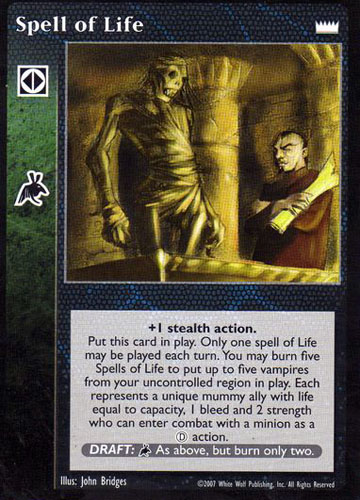 Spell of Life
+1 stealth action.
Put this card in play. Only one spell of Life
may be played each turn. You may burn five
Spells of Life to put up to five vampires
from your uncontrolled region in play. Each
represents a unique mummy ally with life
equal to capacity, 1 bleed and 2 strength
who can enter combat with a minion as a
D action.
DRAFT: As above, but burn only two.
Illus: John Bridges
©2007 White Wolf Publishing, Inc. All Rights Reserved.